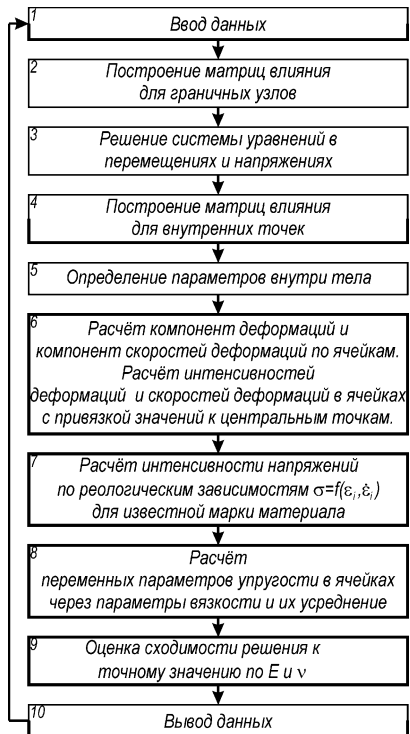 1
Ввод данных
2
Построение матриц влияния
для граничных узлов
3
Решение системы уравнений в
перемещениях и напряжениях
4
Построение матриц влияния
для внутренних точек
5
Определение параметров внутри тела
6
Расчёт компонент деформаций и
компонент скоростей деформаций по ячейкам.
Расчёт интенсивностей
деформаций и скоростей деформаций в ячейках
с привязкой значений к центральным точкам.
7
Расчёт интенсивности напряжений
по реологическим зависимостям σ=f(εᵢ,ε̇ᵢ)
для известной марки материала
8
Расчёт
переменных параметров упругости в ячейках
через параметры вязкости и их усреднение
9
Оценка сходимости решения к
точному значению по E и ν
10
Вывод данных